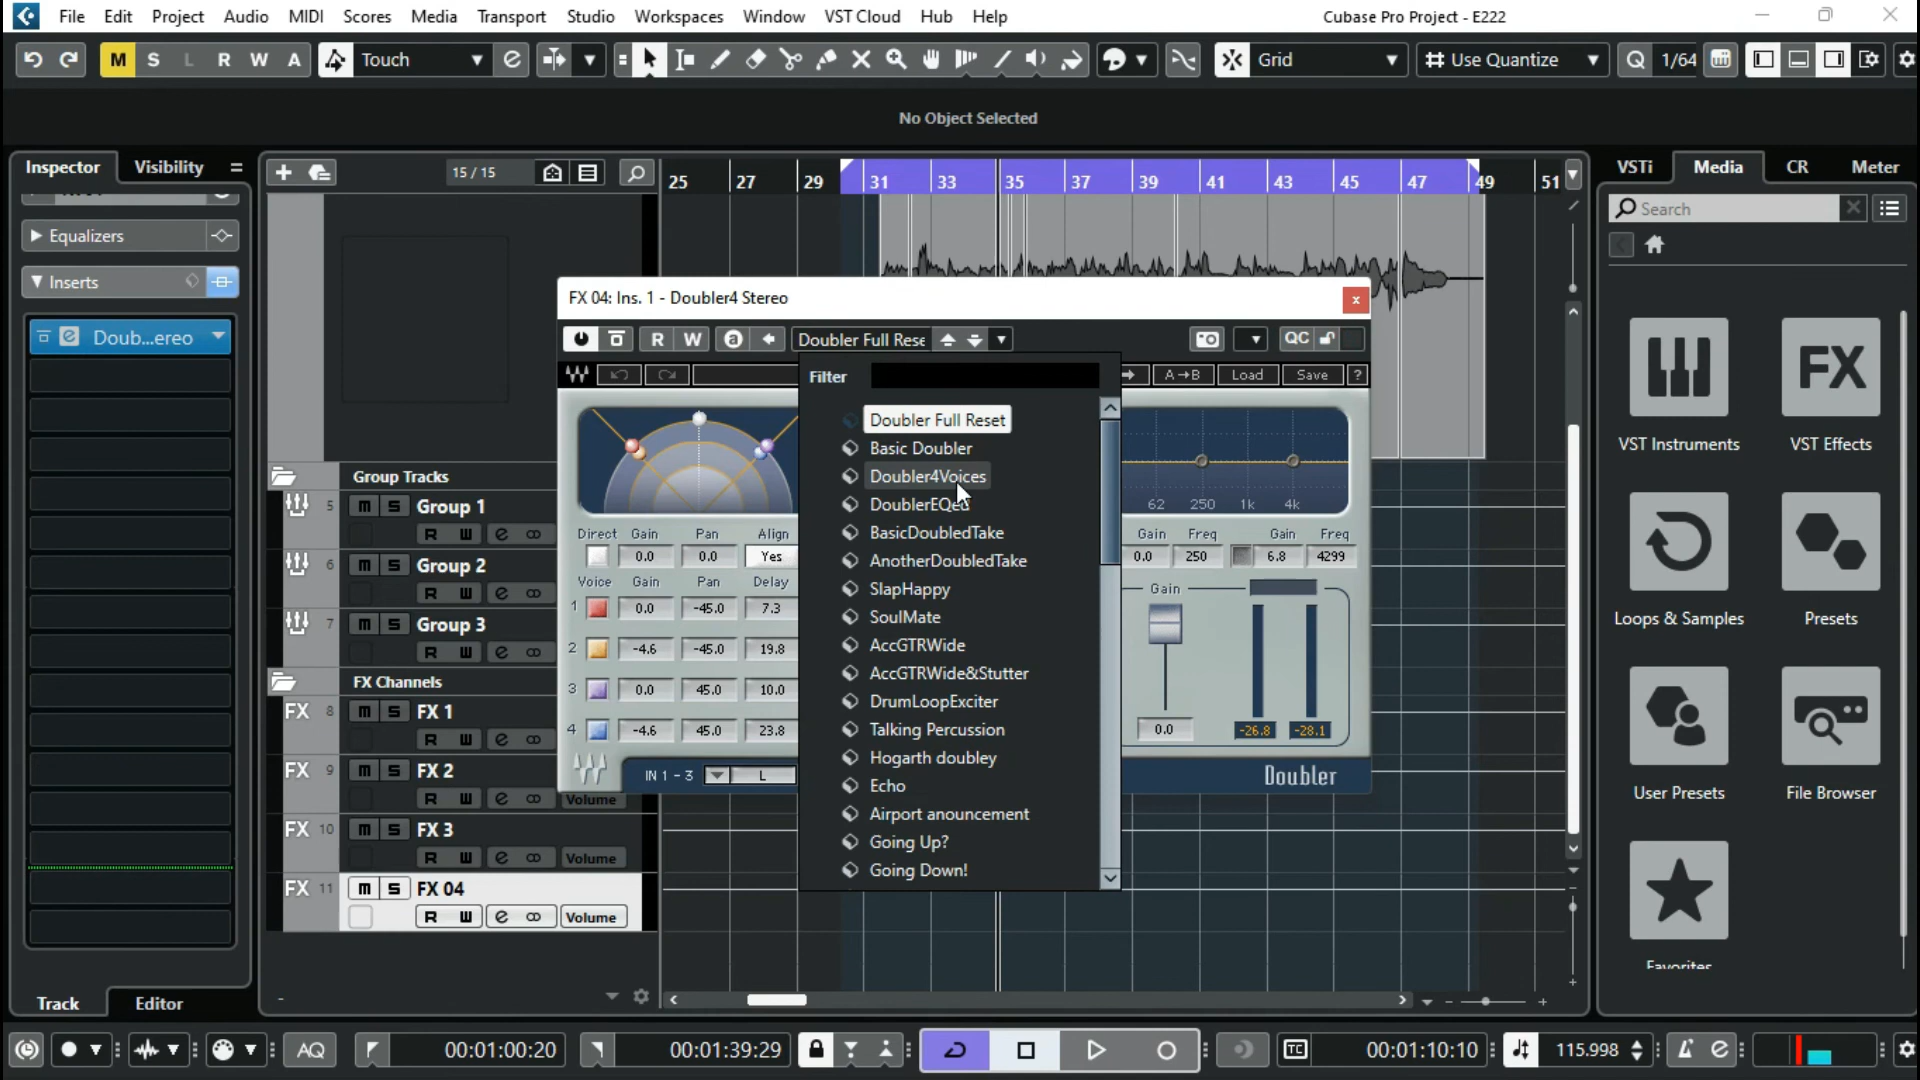 File Edit Project Audio MIDI Scores Media Transport Studio Workspaces Window VST Cloud Hub Help Cubase Pro Project - E222
M S L R W A Touch Grid Use Quantize Q 1/64
No Object Selected
Inspector Visibility 15 / 15 25 27 29 31 33 35 37 39 41 43 45 47 49 51 VSTi Media CR Meter
Search
Equalizers
Inserts
Doub...ereo
Group Tracks
5 m S Group 1
R W e
6 m S Group 2
R W e
7 m S Group 3
R W e
FX Channels
FX 8 m S FX 1
R W e
FX 9 m S FX 2
R W e Volume
FX 10 m S FX 3
R W e Volume
FX 11 m S FX 04
R W e Volume
FX 04: Ins. 1 - Doubler4 Stereo x
R W a Doubler Full Rese QC
A→B Load Save ?
Filter
Doubler Full Reset
Basic Doubler
Doubler4Voices
DoublerEQed
BasicDoubledTake
AnotherDoubledTake
SlapHappy
SoulMate
AccGTRWide
AccGTRWide&Stutter
DrumLoopExciter
Talking Percussion
Hogarth doubley
Echo
Airport anouncement
Going Up?
Going Down!
Direct Gain Pan Align
0.0 0.0 Yes
Voice Gain Pan Delay
1 0.0 -45.0 7.3
2 -4.6 -45.0 19.8
3 0.0 45.0 10.0
4 -4.6 45.0 23.8
IN 1 - 3 L
62 250 1k 4k
Gain Freq Gain Freq
0.0 250 6.8 4299
Gain
0.0 -26.8 -28.1
Doubler
FX
VST Instruments VST Effects
Loops & Samples Presets
User Presets File Browser
Favorites
Track Editor
AQ 00:01:00:20 00:01:39:29 TC 00:01:10:10 115.998